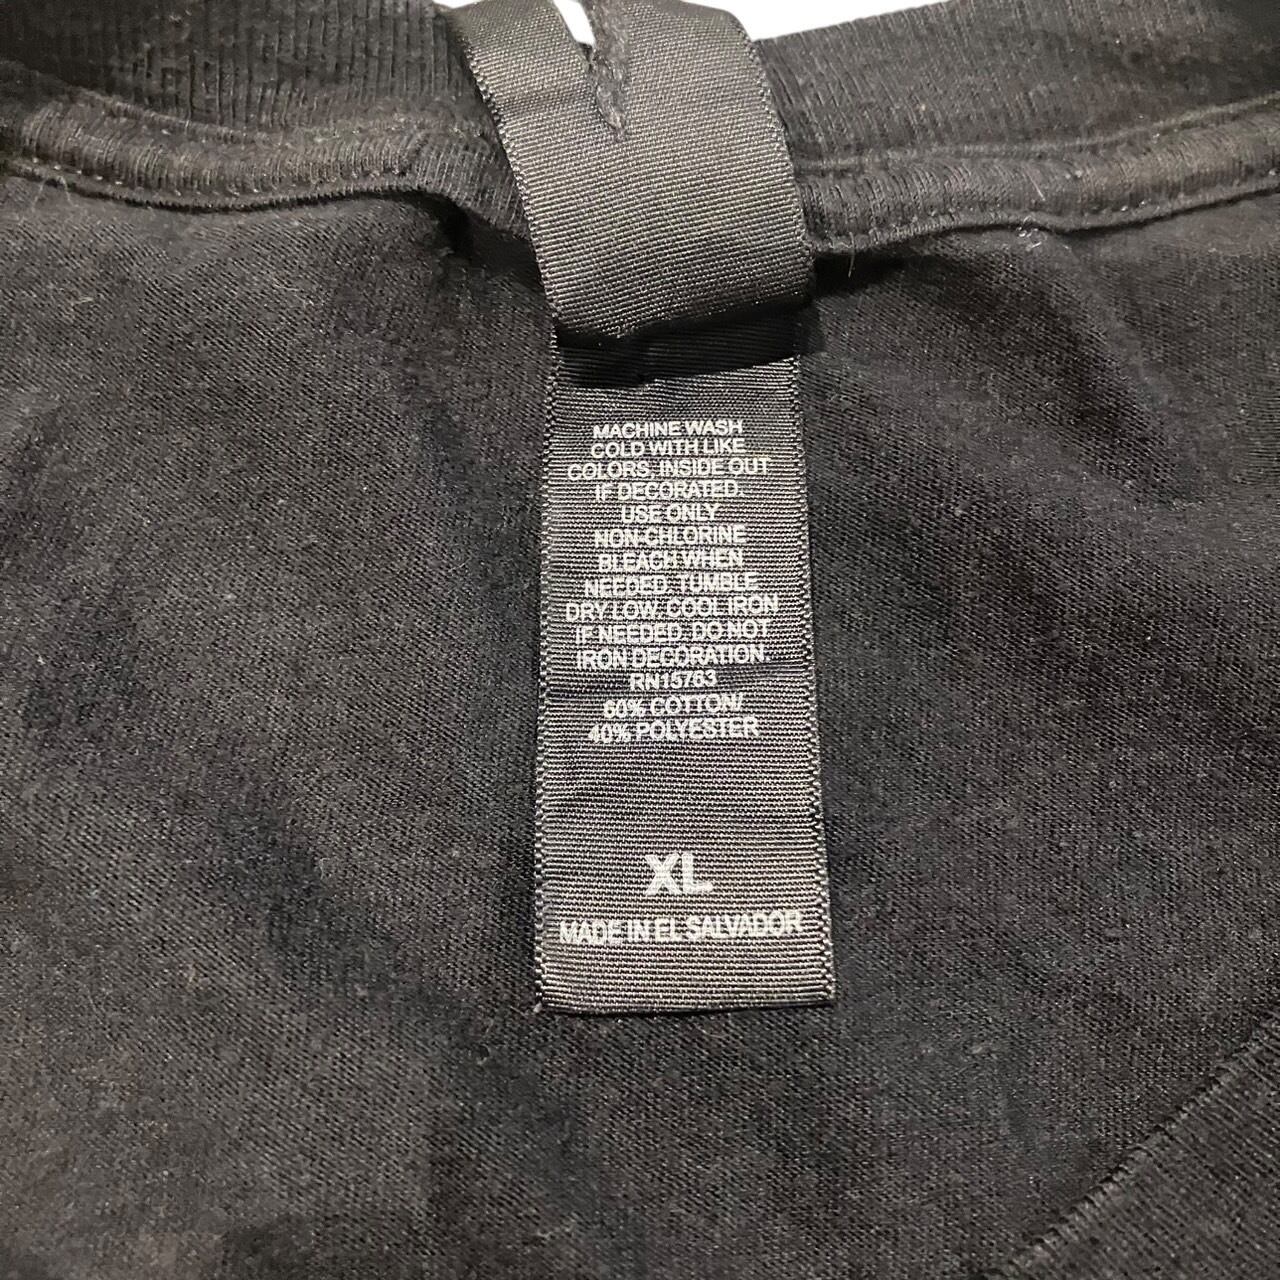 MACHINE WASH
COLD WITH LIKE
COLORS, INSIDE OUT
IF DECORATED.
USE ONLY
NON-CHLORINE
BLEACH WHEN
NEEDED. TUMBLE
DRY LOW. COOL IRON
IF NEEDED. DO NOT
IRON DECORATION.
RN15763
60% COTTON/
40% POLYESTER
XL
MADE IN EL SALVADOR